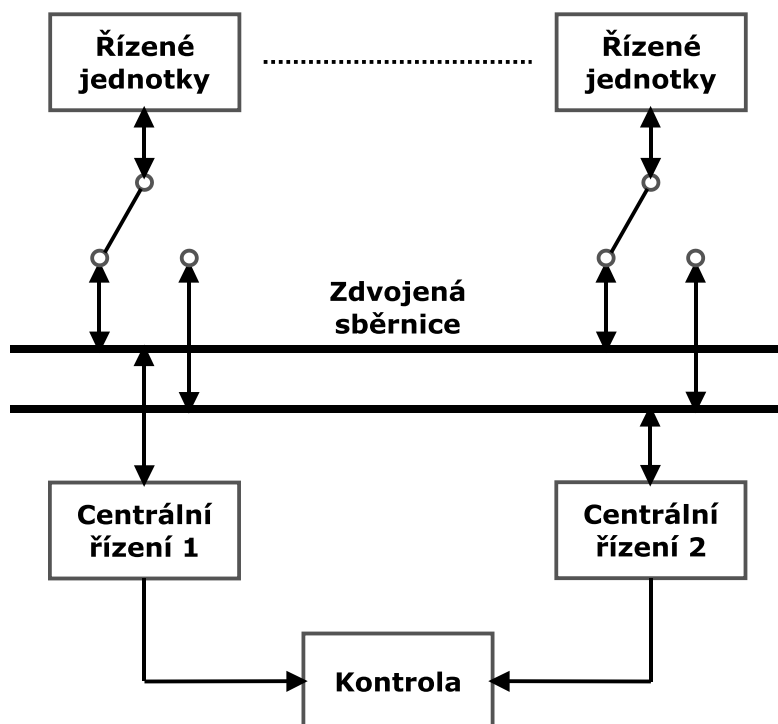 Řízené
jednotky
Řízené
jednotky
Zdvojená
sběrnice
Centrální
řízení 1
Centrální
řízení 2
Kontrola